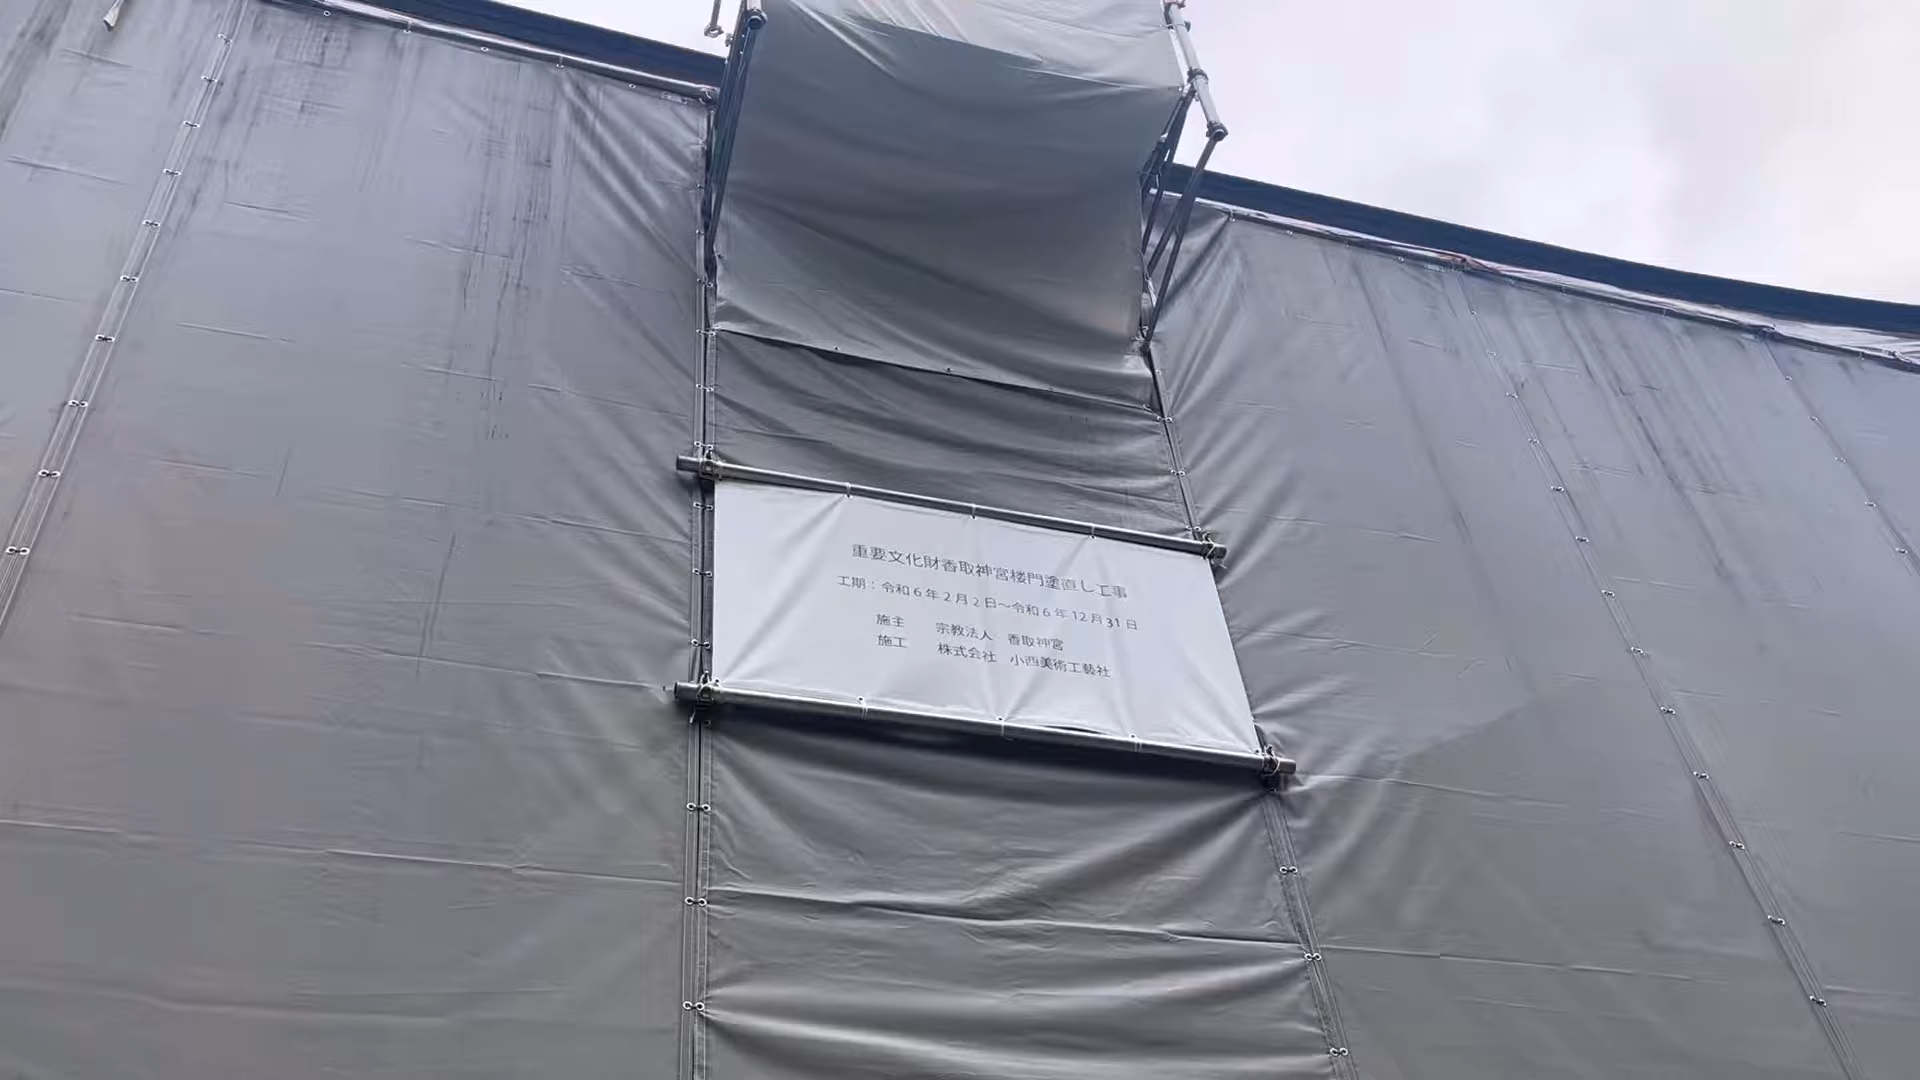 重要文化財香取神宮楼門塗直し工事
工期：令和６年２月２日～令和６年12月31日
施主　宗教法人　香取神宮
施工　株式会社　小西美術工藝社